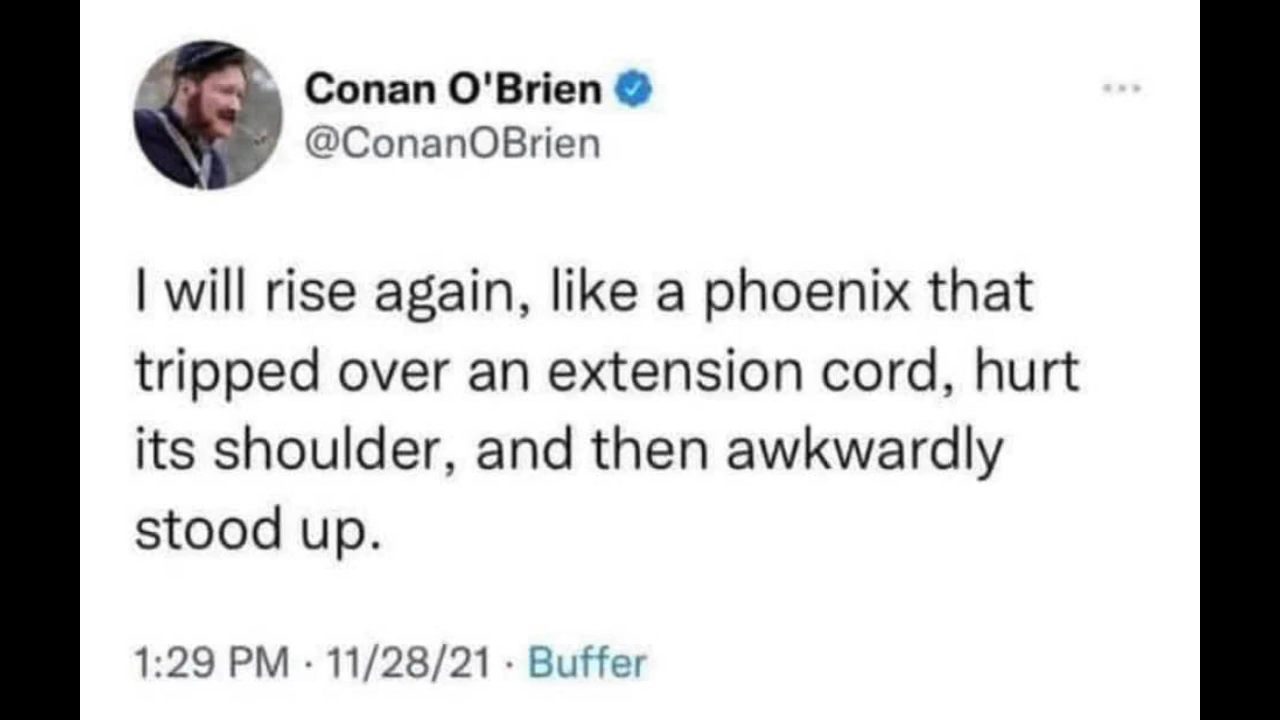 Conan O'Brien
@ConanOBrien
I will rise again, like a phoenix that
tripped over an extension cord, hurt
its shoulder, and then awkwardly
stood up.
1:29 PM · 11/28/21 · Buffer